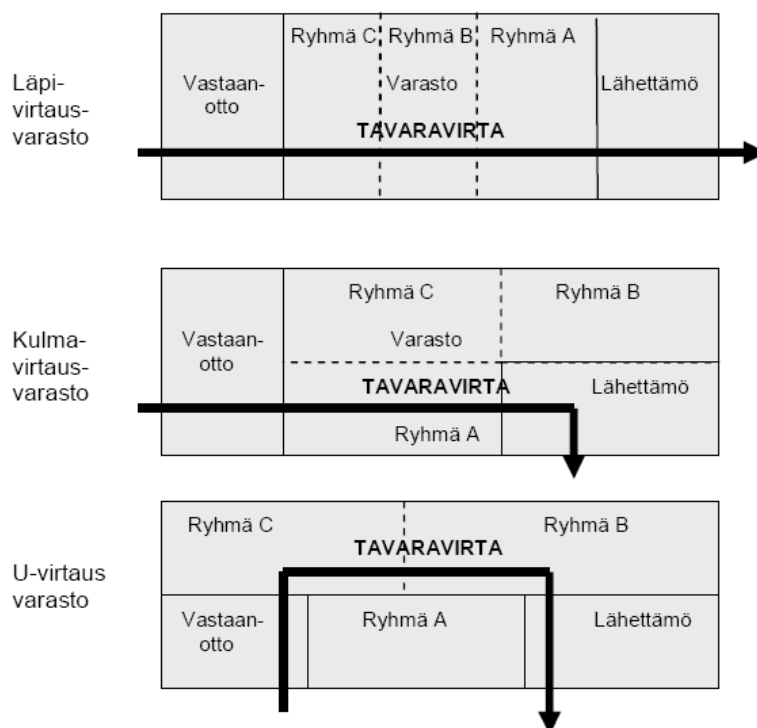 Läpi-
virtaus-
varasto
Vastaan-
otto
Ryhmä C
Ryhmä B
Ryhmä A
Varasto
Lähettämö
TAVARAVIRTA
Kulma-
virtaus-
varasto
Vastaan-
otto
Ryhmä C
Ryhmä B
Varasto
TAVARAVIRTA
Lähettämö
Ryhmä A
U-virtaus
varasto
Ryhmä C
Ryhmä B
TAVARAVIRTA
Vastaan-
otto
Ryhmä A
Lähettämö